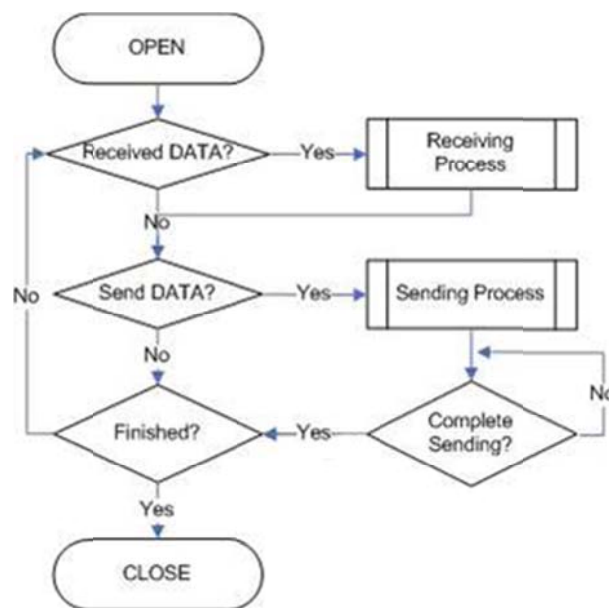 OPEN
Received DATA?
Yes
Receiving
Process
No
Send DATA?
Yes
Sending Process
No
No
No
Finished?
Yes
Complete
Sending?
Yes
CLOSE